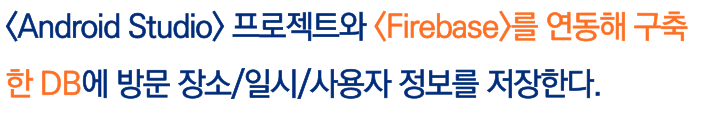 〈Android Studio〉 프로젝트와 〈Firebase〉를 연동해 구축
한 DB에 방문 장소/일시/사용자 정보를 저장한다.